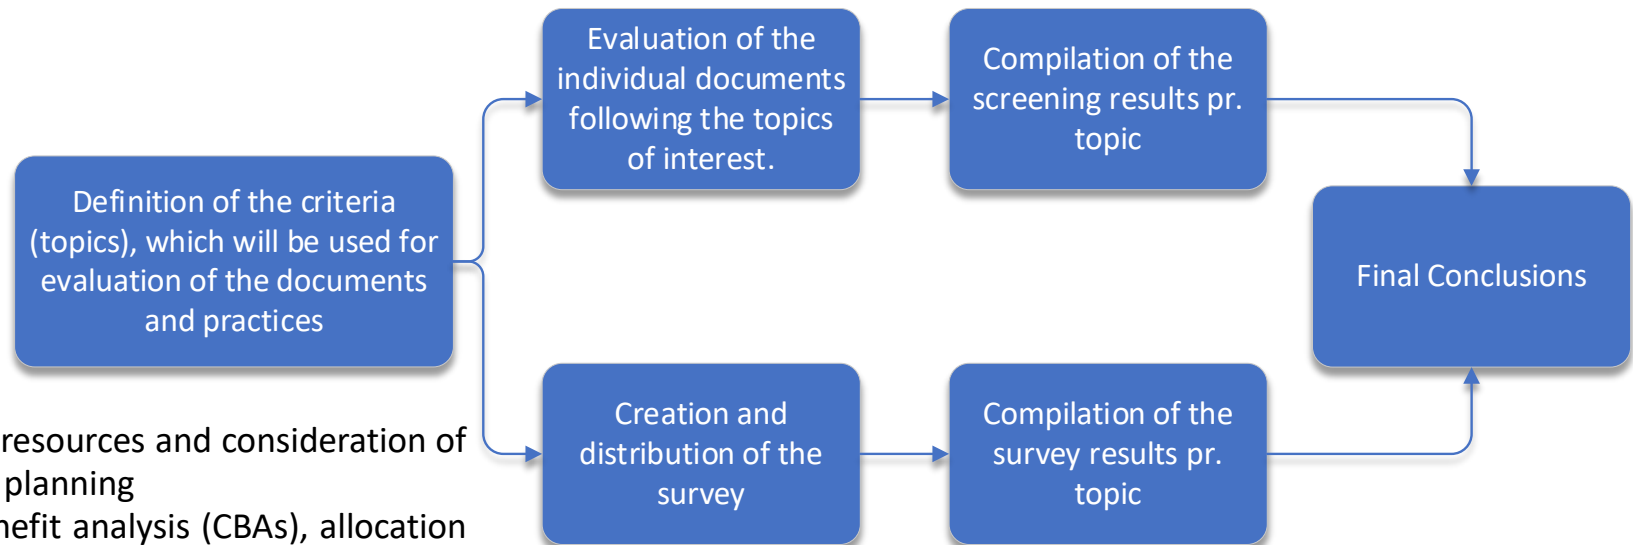 Definition of the criteria
(topics), which will be used for
evaluation of the documents
and practices
Evaluation of the
individual documents
following the topics
of interest.
Compilation of the
screening results pr.
topic
Creation and
distribution of the
survey
Compilation of the
survey results pr.
topic
Final Conclusions
resources and consideration of
planning
nefit analysis (CBAs), allocation